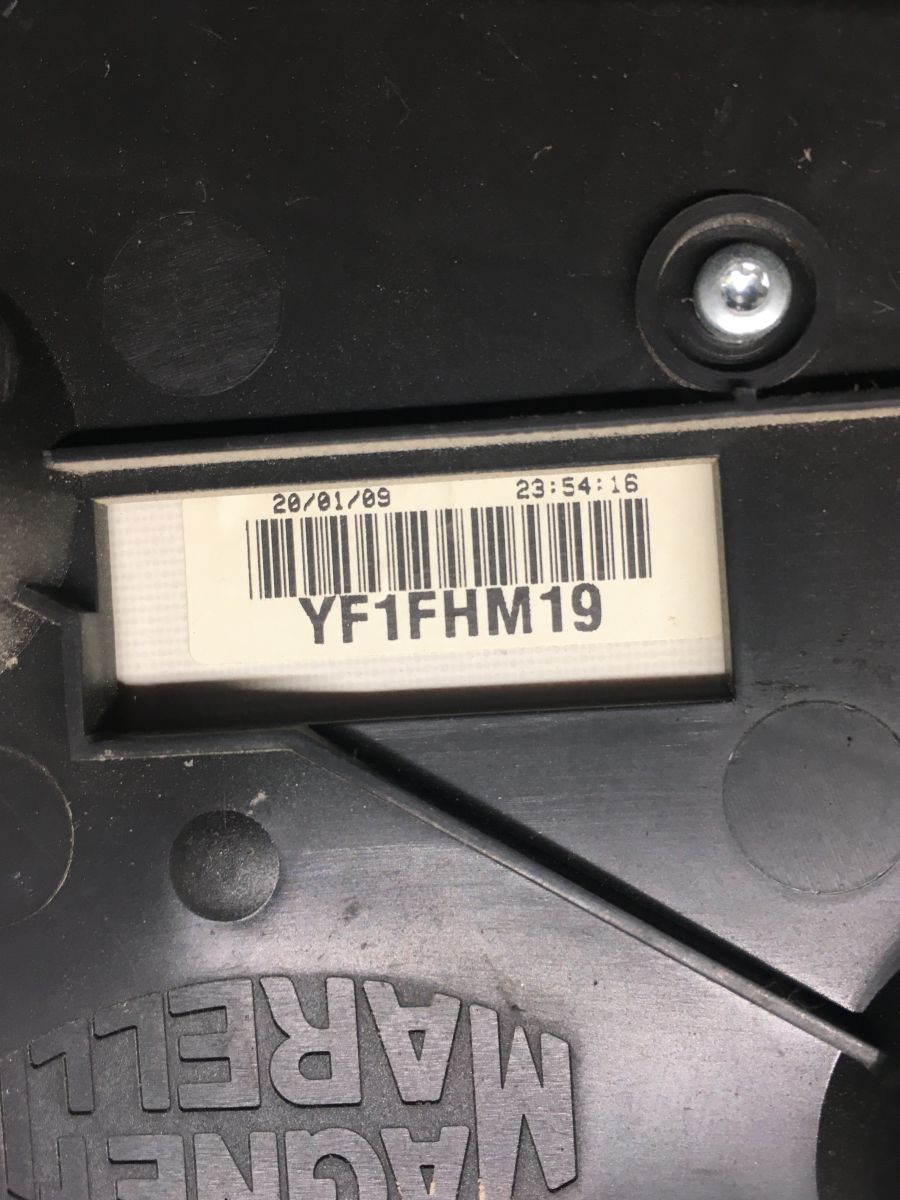 20/01/09 23:54:16
YF1FHM19
MAGNETI
MARELLI